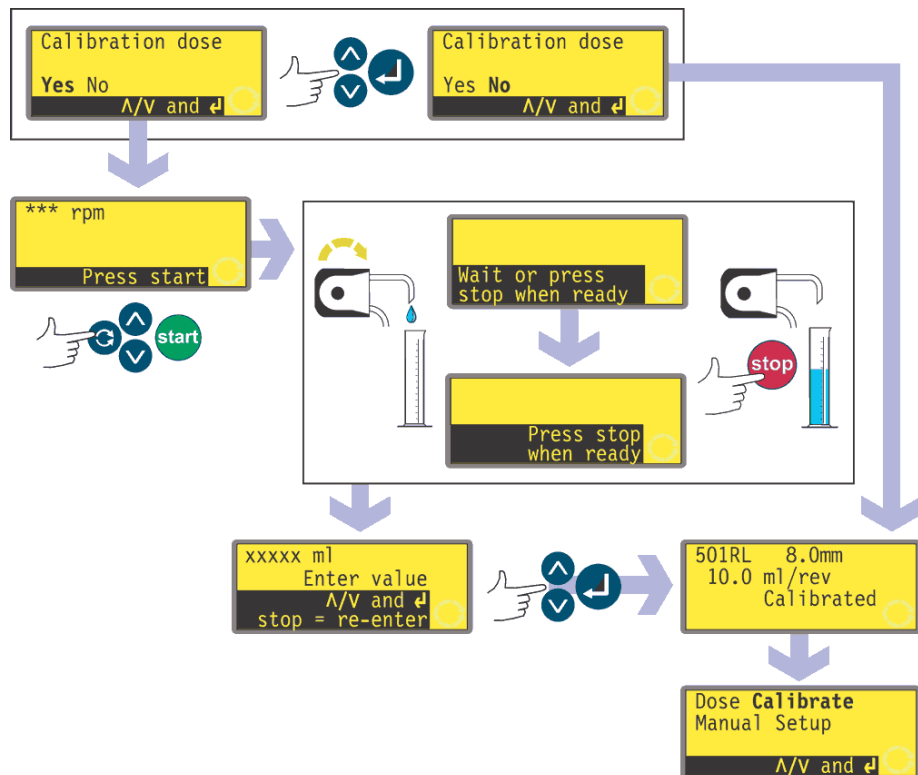 Calibration dose
Yes No
Λ/V and ↲
Calibration dose
Yes No
Λ/V and ↲
*** rpm
Press start
start
Wait or press
stop when ready
stop
Press stop
when ready
xxxxx ml
Enter value
Λ/V and ↲
stop = re-enter
501RL 8.0mm
10.0 ml/rev
Calibrated
Dose Calibrate
Manual Setup
Λ/V and ↲